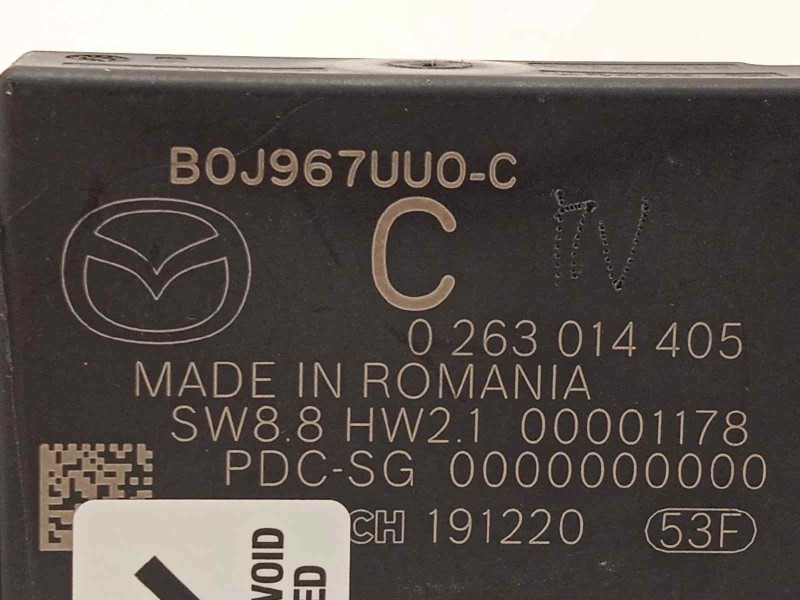 B0J967UU0-C
C
0 263 014 405
MADE IN ROMANIA
SW8.8 HW2.1 00001178
PDC-SG 0000000000
CH 191220 53F
VOID
ED